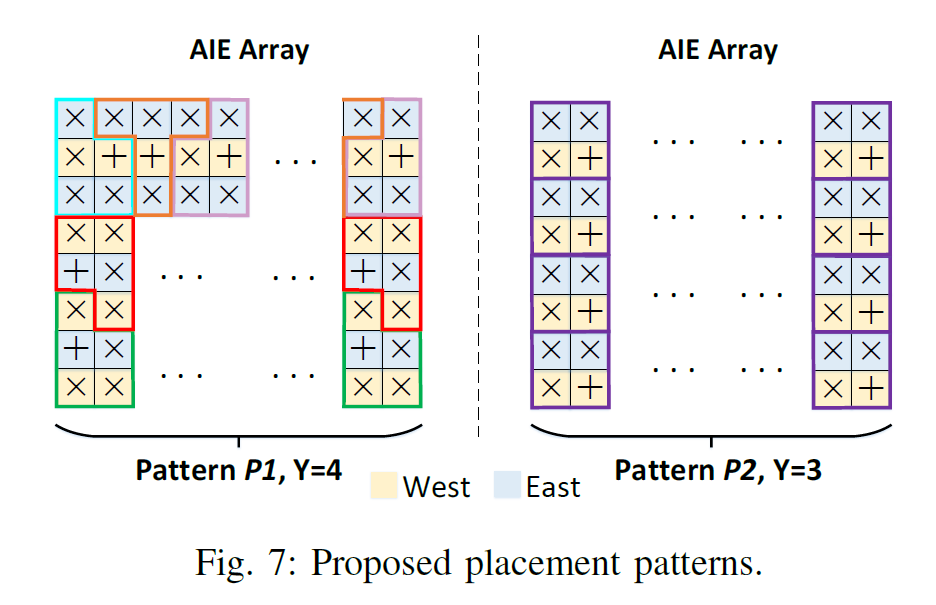 AIE Array
AIE Array
× × × × × × ×
× + + × + . . . × +
× × × × × × ×
× × × ×
+ × . . . . . . + ×
× × × ×
+ × . . . . . . + ×
× × × ×
× × . . . . . . × ×
× + × +
× × . . . . . . × ×
× + × +
× × . . . . . . × ×
× + × +
× × . . . . . . × ×
× + × +
Pattern P1, Y=4
Pattern P2, Y=3
West East
Fig. 7: Proposed placement patterns.